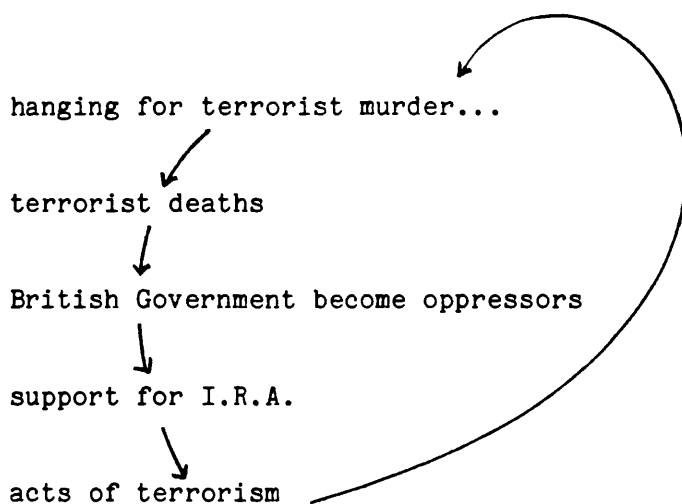 hanging for terrorist murder...
terrorist deaths
British Government become oppressors
support for I.R.A.
acts of terrorism